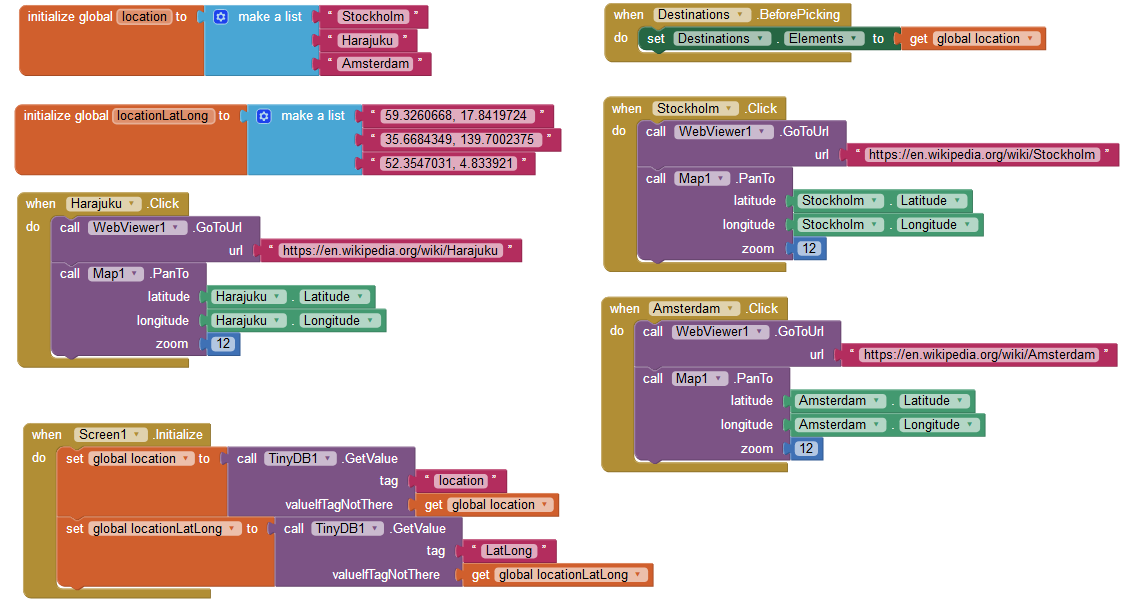 initialize global location to make a list " Stockholm "
" Harajuku "
" Amsterdam "
initialize global locationLatLong to make a list " 59.3260668, 17.8419724 "
" 35.6684349, 139.7002375 "
" 52.3547031, 4.833921 "
when Harajuku .Click
do call WebViewer1 .GoToUrl
url " https://en.wikipedia.org/wiki/Harajuku "
call Map1 .PanTo
latitude Harajuku . Latitude
longitude Harajuku . Longitude
zoom 12
when Screen1 .Initialize
do set global location to call TinyDB1 .GetValue
tag " location "
valueIfTagNotThere get global location
set global locationLatLong to call TinyDB1 .GetValue
tag " LatLong "
valueIfTagNotThere get global locationLatLong
when Destinations .BeforePicking
do set Destinations . Elements to get global location
when Stockholm .Click
do call WebViewer1 .GoToUrl
url " https://en.wikipedia.org/wiki/Stockholm "
call Map1 .PanTo
latitude Stockholm . Latitude
longitude Stockholm . Longitude
zoom 12
when Amsterdam .Click
do call WebViewer1 .GoToUrl
url " https://en.wikipedia.org/wiki/Amsterdam "
call Map1 .PanTo
latitude Amsterdam . Latitude
longitude Amsterdam . Longitude
zoom 12